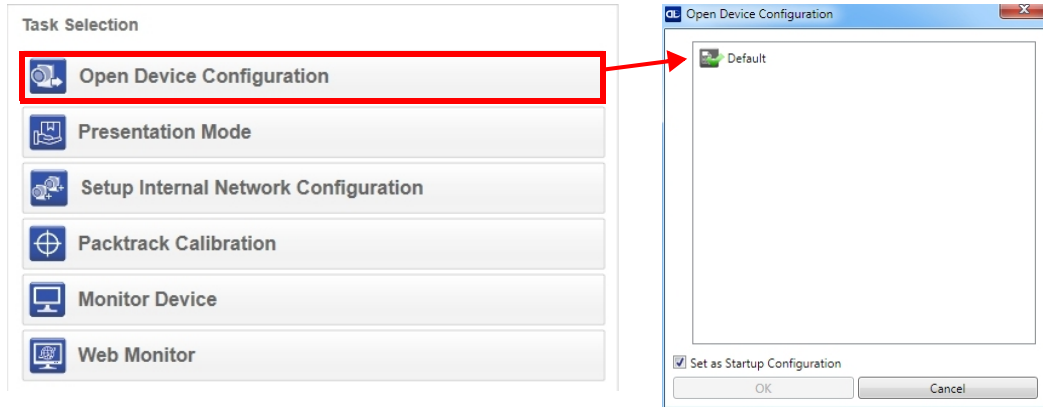 Task Selection
Open Device Configuration
Presentation Mode
Setup Internal Network Configuration
Packtrack Calibration
Monitor Device
Web Monitor
Open Device Configuration
Default
Set as Startup Configuration
OK
Cancel